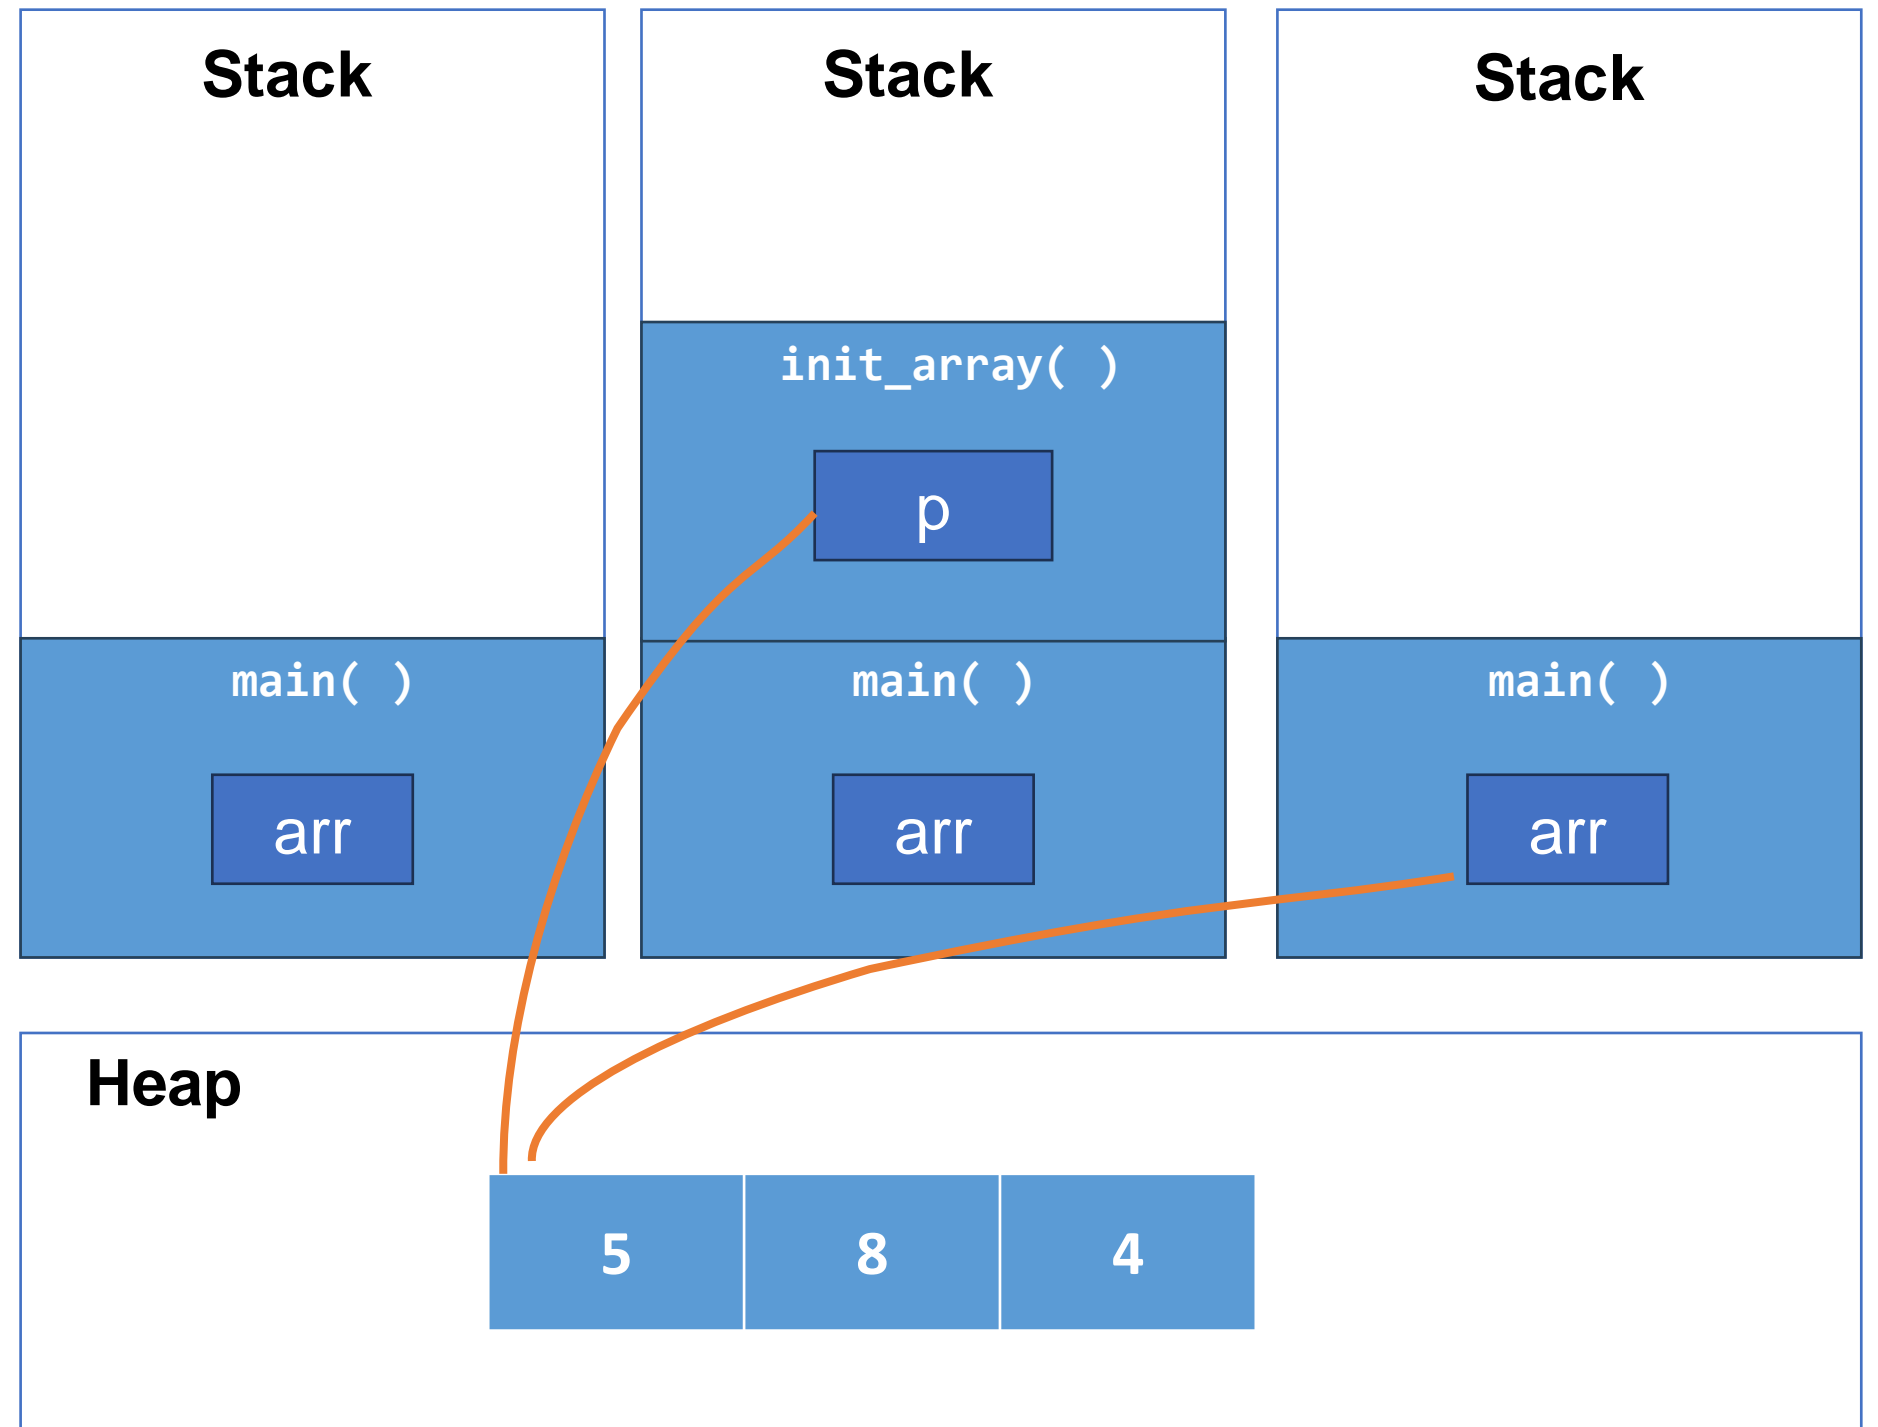 Stack
Stack
Stack
init_array( )
p
main( )
main( )
main( )
arr
arr
arr
Heap
5 8 4